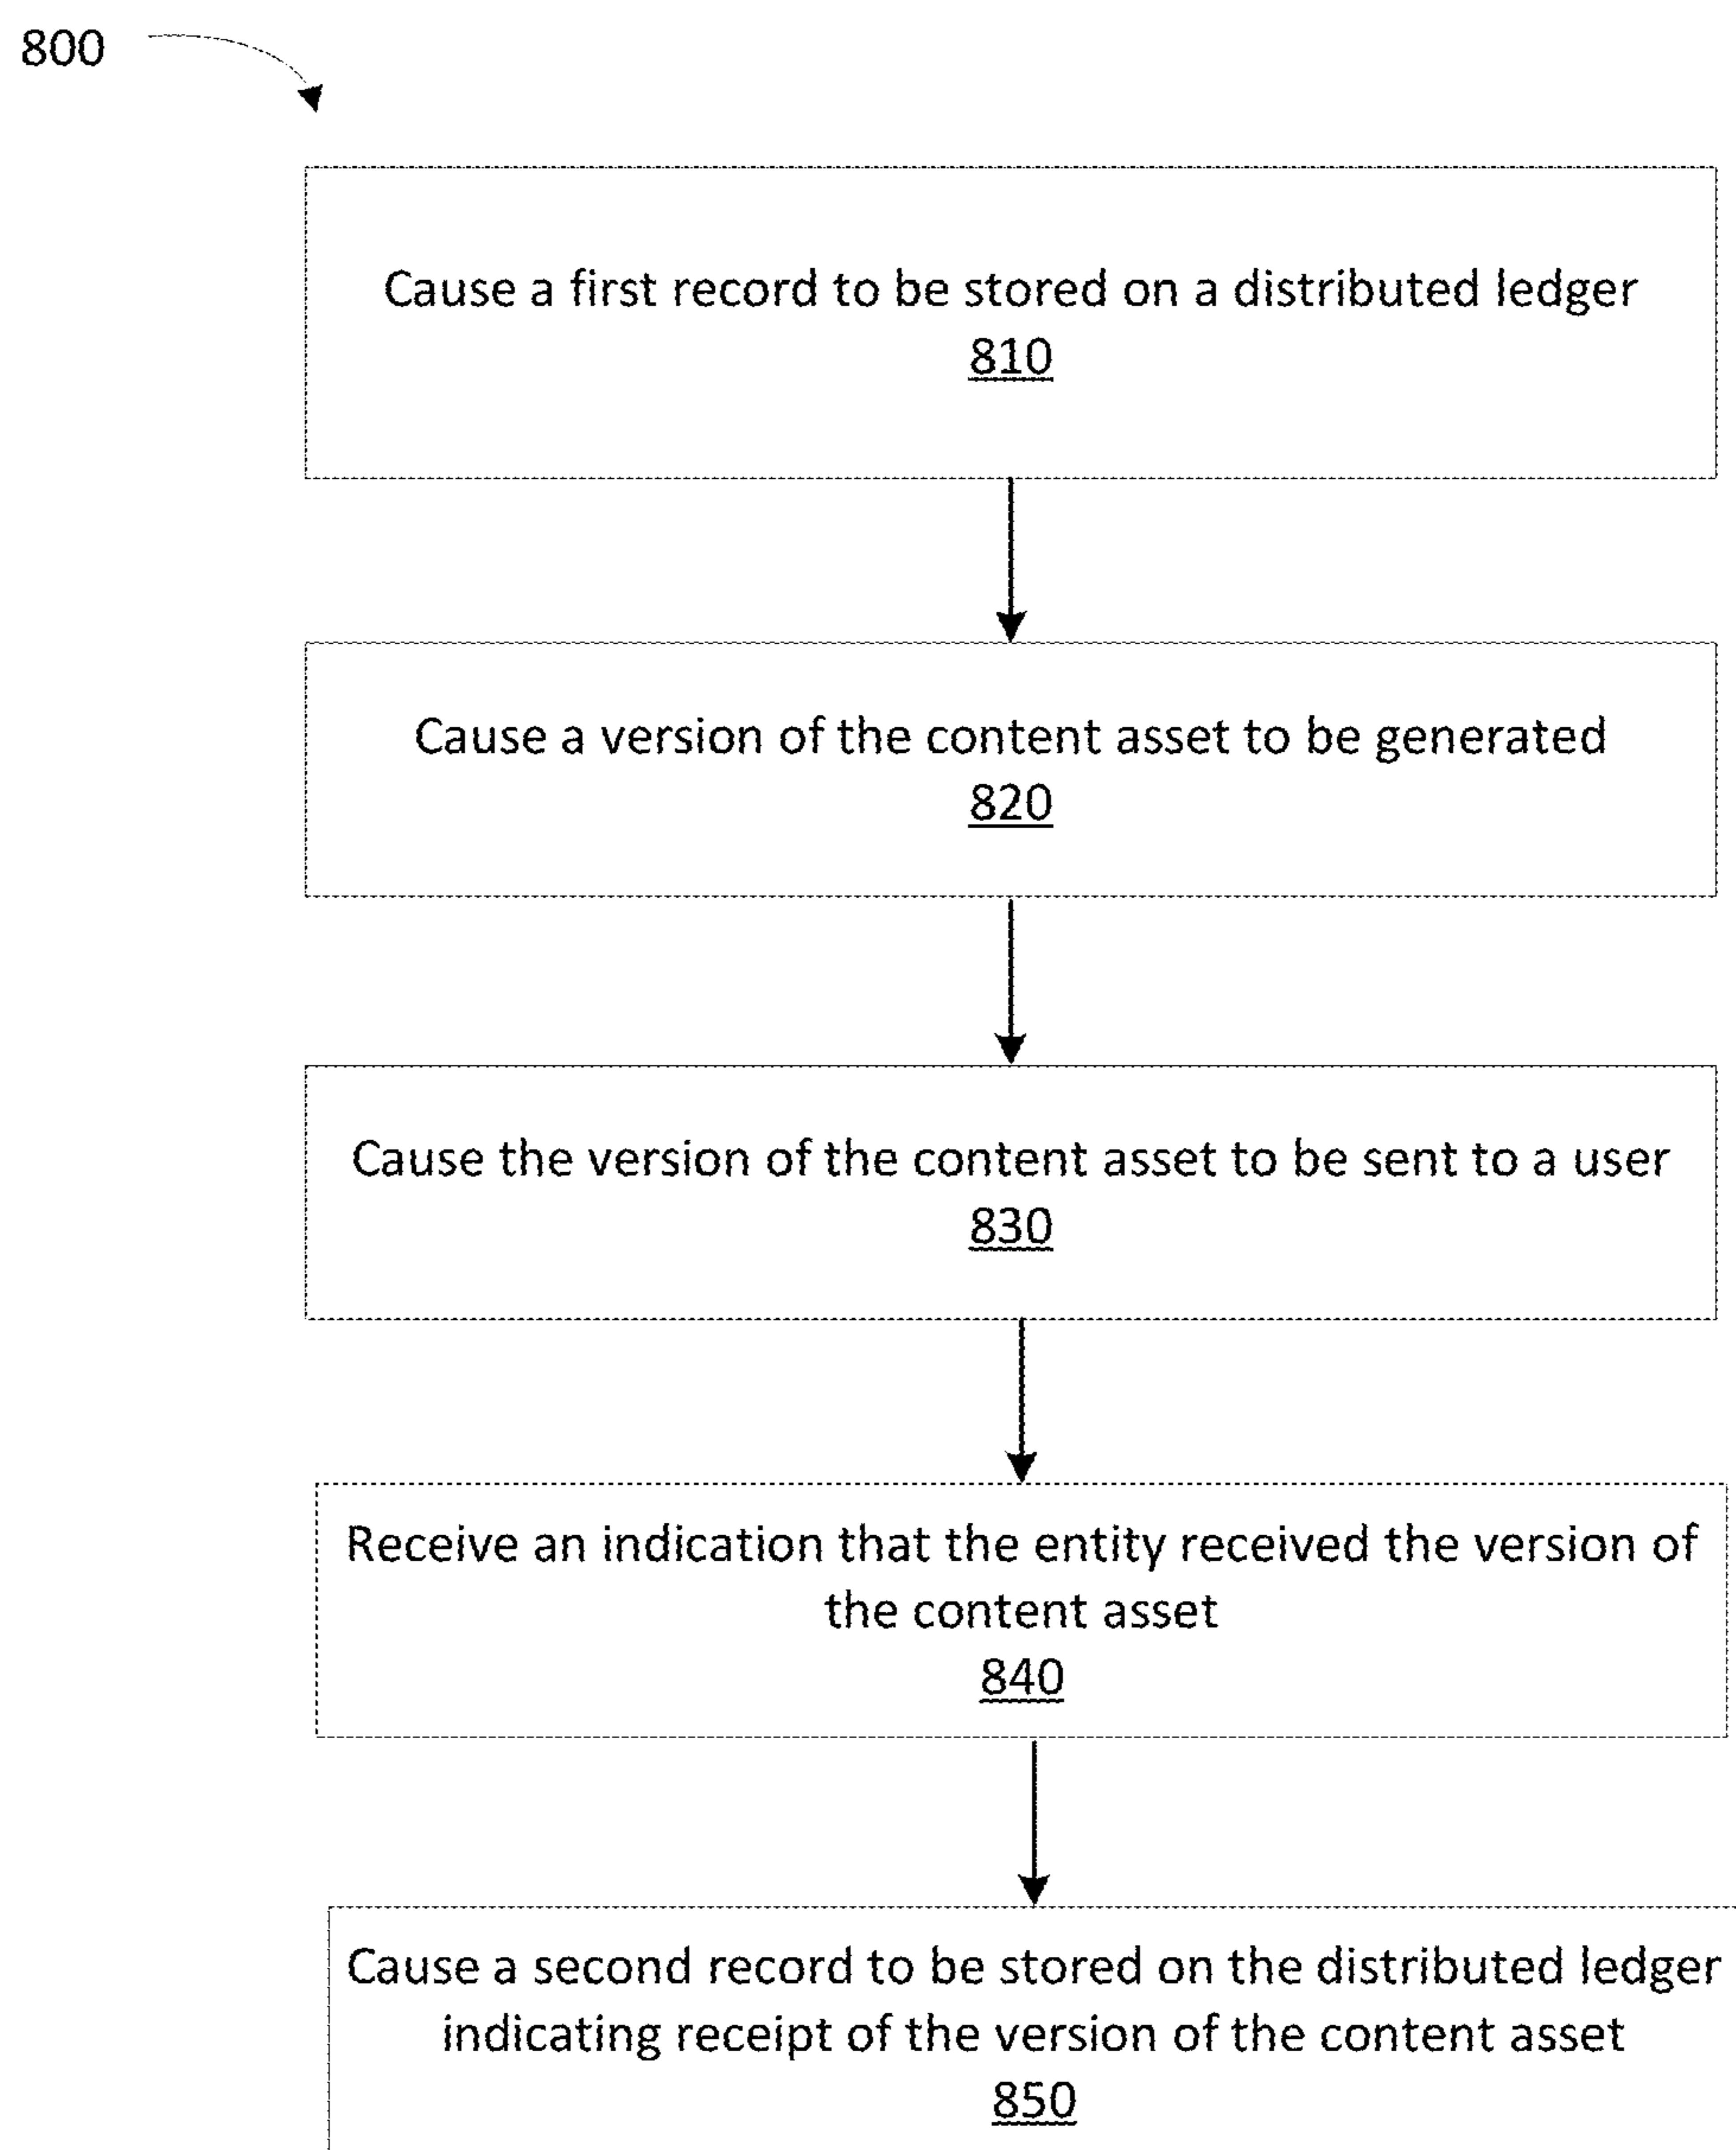 800
Cause a first record to be stored on a distributed ledger
810
Cause a version of the content asset to be generated
820
Cause the version of the content asset to be sent to a user
830
Receive an indication that the entity received the version of
the content asset
840
Cause a second record to be stored on the distributed ledger
indicating receipt of the version of the content asset
850